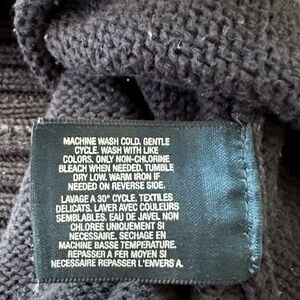 MACHINE WASH COLD. GENTLE
CYCLE. WASH WITH LIKE
COLORS. ONLY NON-CHLORINE
BLEACH WHEN NEEDED. TUMBLE
DRY LOW. WARM IRON IF
NEEDED ON REVERSE SIDE.
LAVAGE A 30° CYCLE. TEXTILES
DELICATS. LAVER AVEC COULEURS
SEMBLABLES. EAU DE JAVEL NON
CHLOREE UNIQUEMENT SI
NECESSAIRE. SECHAGE EN
MACHINE BASSE TEMPERATURE.
REPASSER A FER MOYEN SI
NECESSAIRE REPASSER L'ENVERS A.